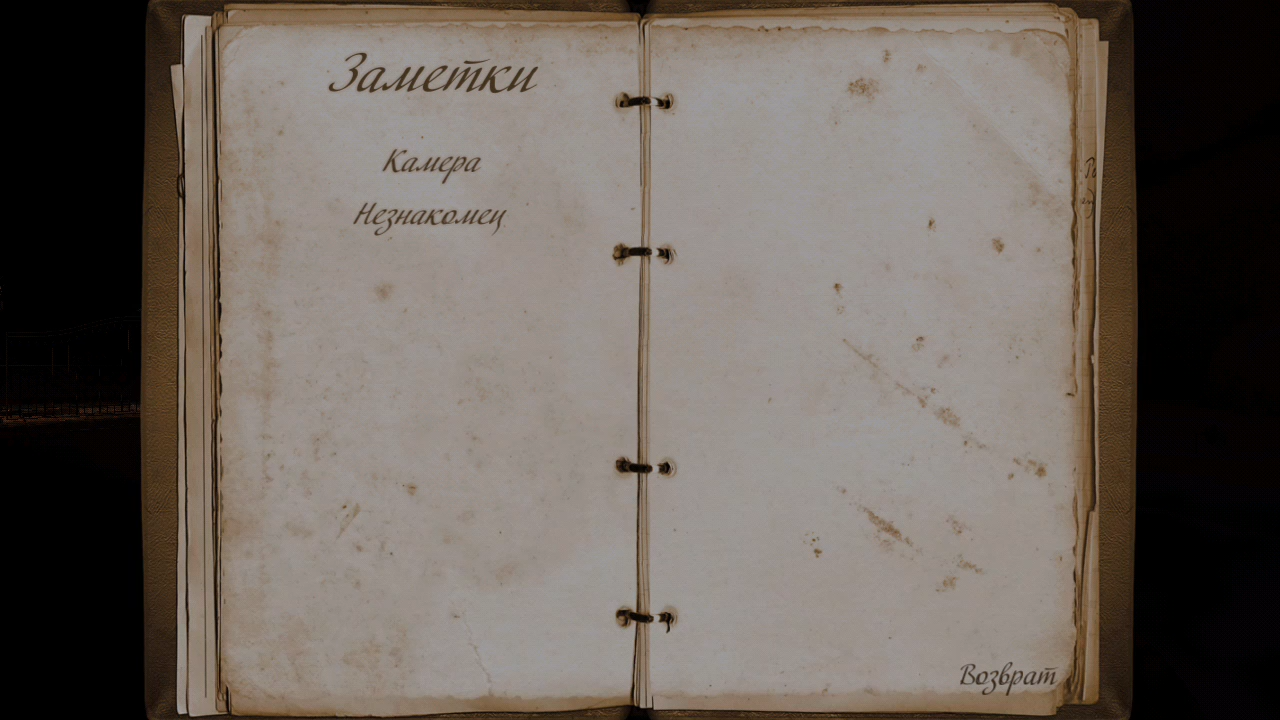 Заметки
Камера
Незнакомец
Возврат